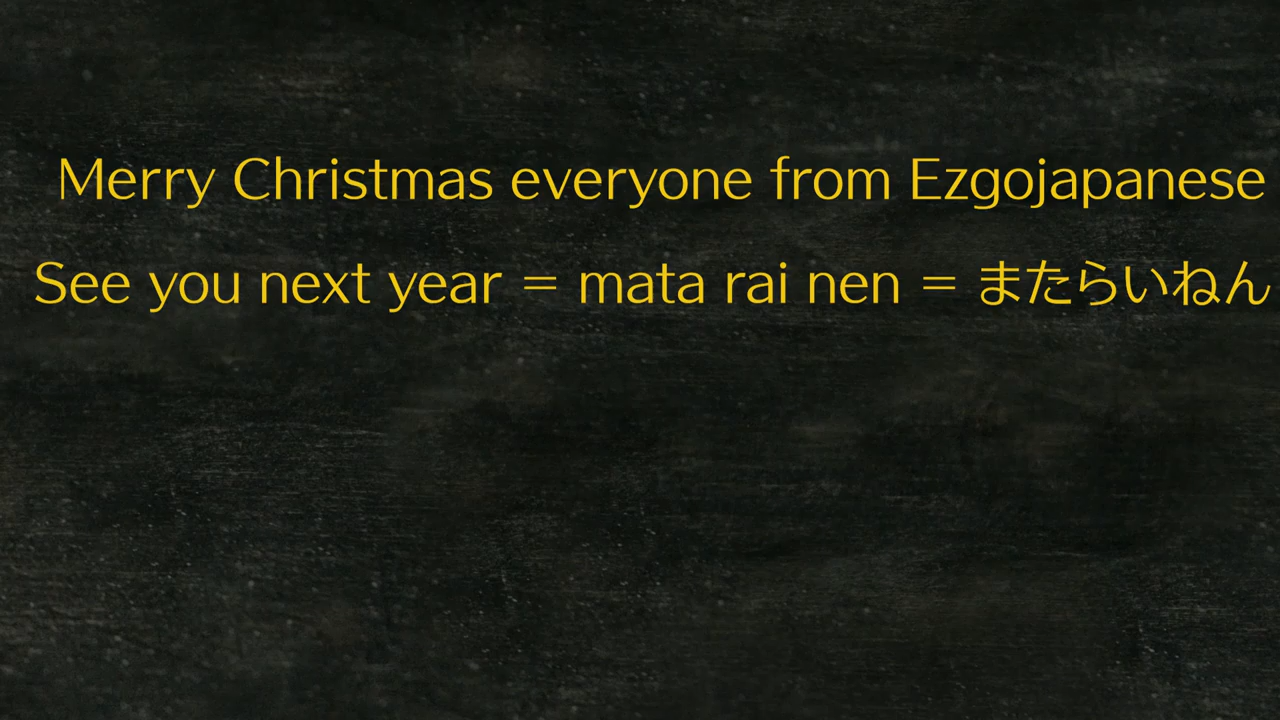 Merry Christmas everyone from Ezgojapanese
See you next year = mata rai nen = またらいねん